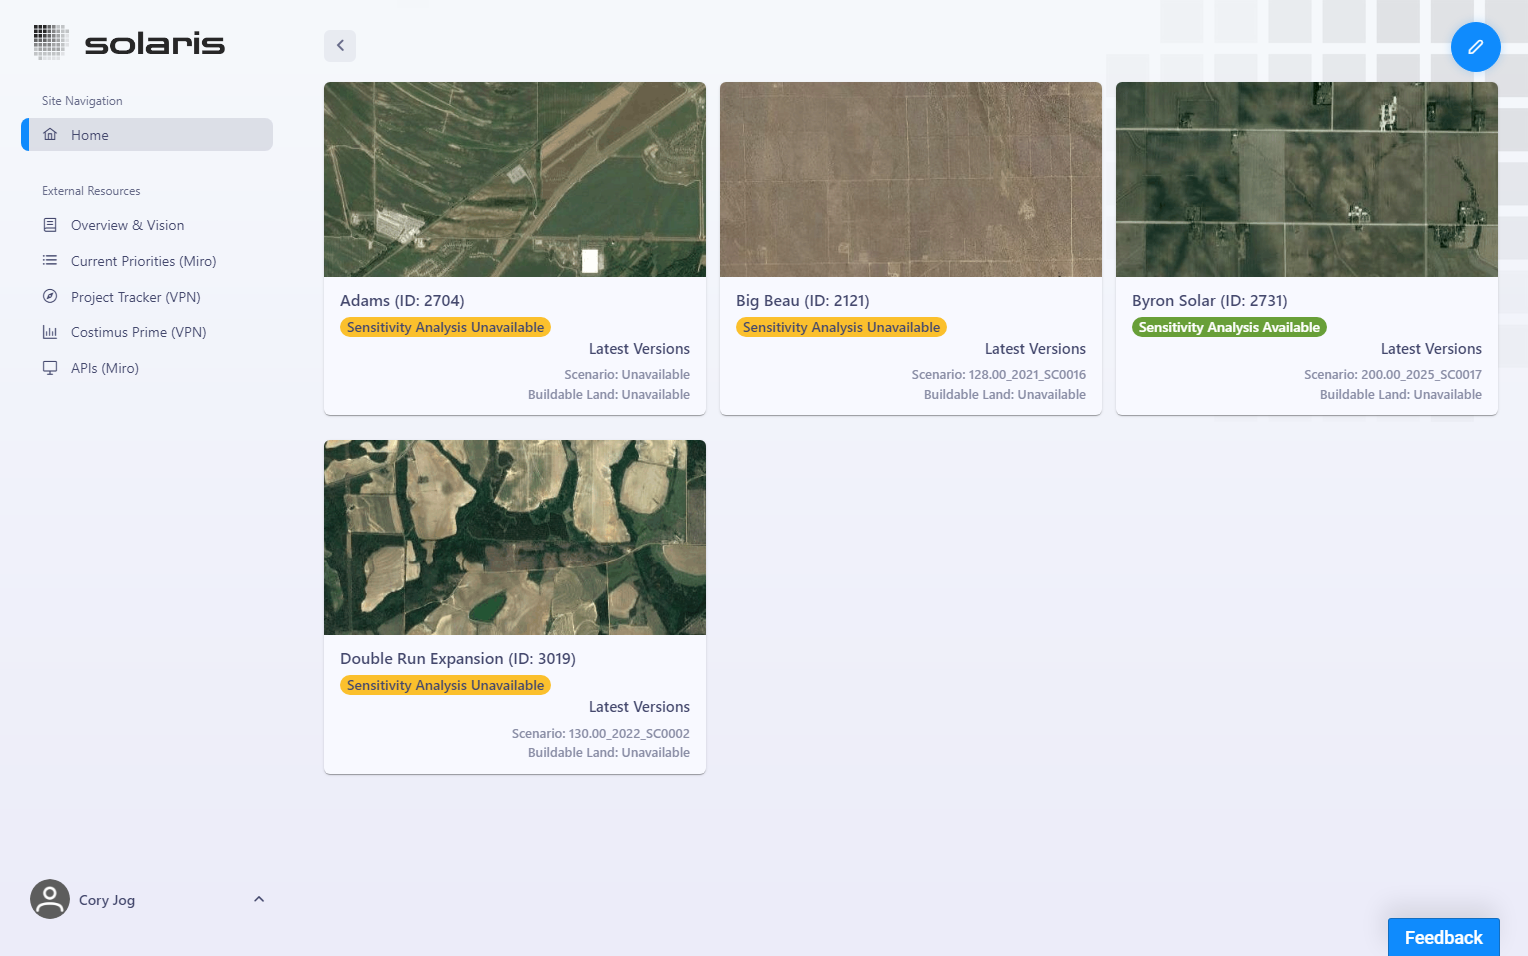 solaris
Site Navigation
Home
External Resources
Overview & Vision
Current Priorities (Miro)
Project Tracker (VPN)
Costimus Prime (VPN)
APIs (Miro)
Adams (ID: 2704)
Sensitivity Analysis Unavailable
Latest Versions
Scenario: Unavailable
Buildable Land: Unavailable
Big Beau (ID: 2121)
Sensitivity Analysis Unavailable
Latest Versions
Scenario: 128.00_2021_SC0016
Buildable Land: Unavailable
Byron Solar (ID: 2731)
Sensitivity Analysis Available
Latest Versions
Scenario: 200.00_2025_SC0017
Buildable Land: Unavailable
Double Run Expansion (ID: 3019)
Sensitivity Analysis Unavailable
Latest Versions
Scenario: 130.00_2022_SC0002
Buildable Land: Unavailable
Cory Jog
Feedback